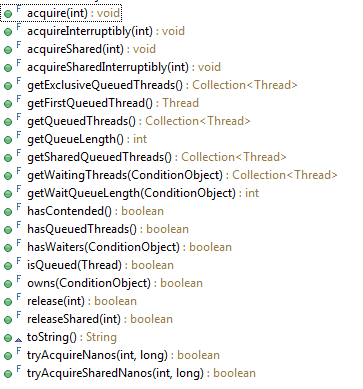 acquire(int) : void
acquireInterruptibly(int) : void
acquireShared(int) : void
acquireSharedInterruptibly(int) : void
getExclusiveQueuedThreads() : Collection<Thread>
getFirstQueuedThread() : Thread
getQueuedThreads() : Collection<Thread>
getQueueLength() : int
getSharedQueuedThreads() : Collection<Thread>
getWaitingThreads(ConditionObject) : Collection<Thread>
getWaitQueueLength(ConditionObject) : int
hasContended() : boolean
hasQueuedThreads() : boolean
hasWaiters(ConditionObject) : boolean
isQueued(Thread) : boolean
owns(ConditionObject) : boolean
release(int) : boolean
releaseShared(int) : boolean
toString() : String
tryAcquireNanos(int, long) : boolean
tryAcquireSharedNanos(int, long) : boolean